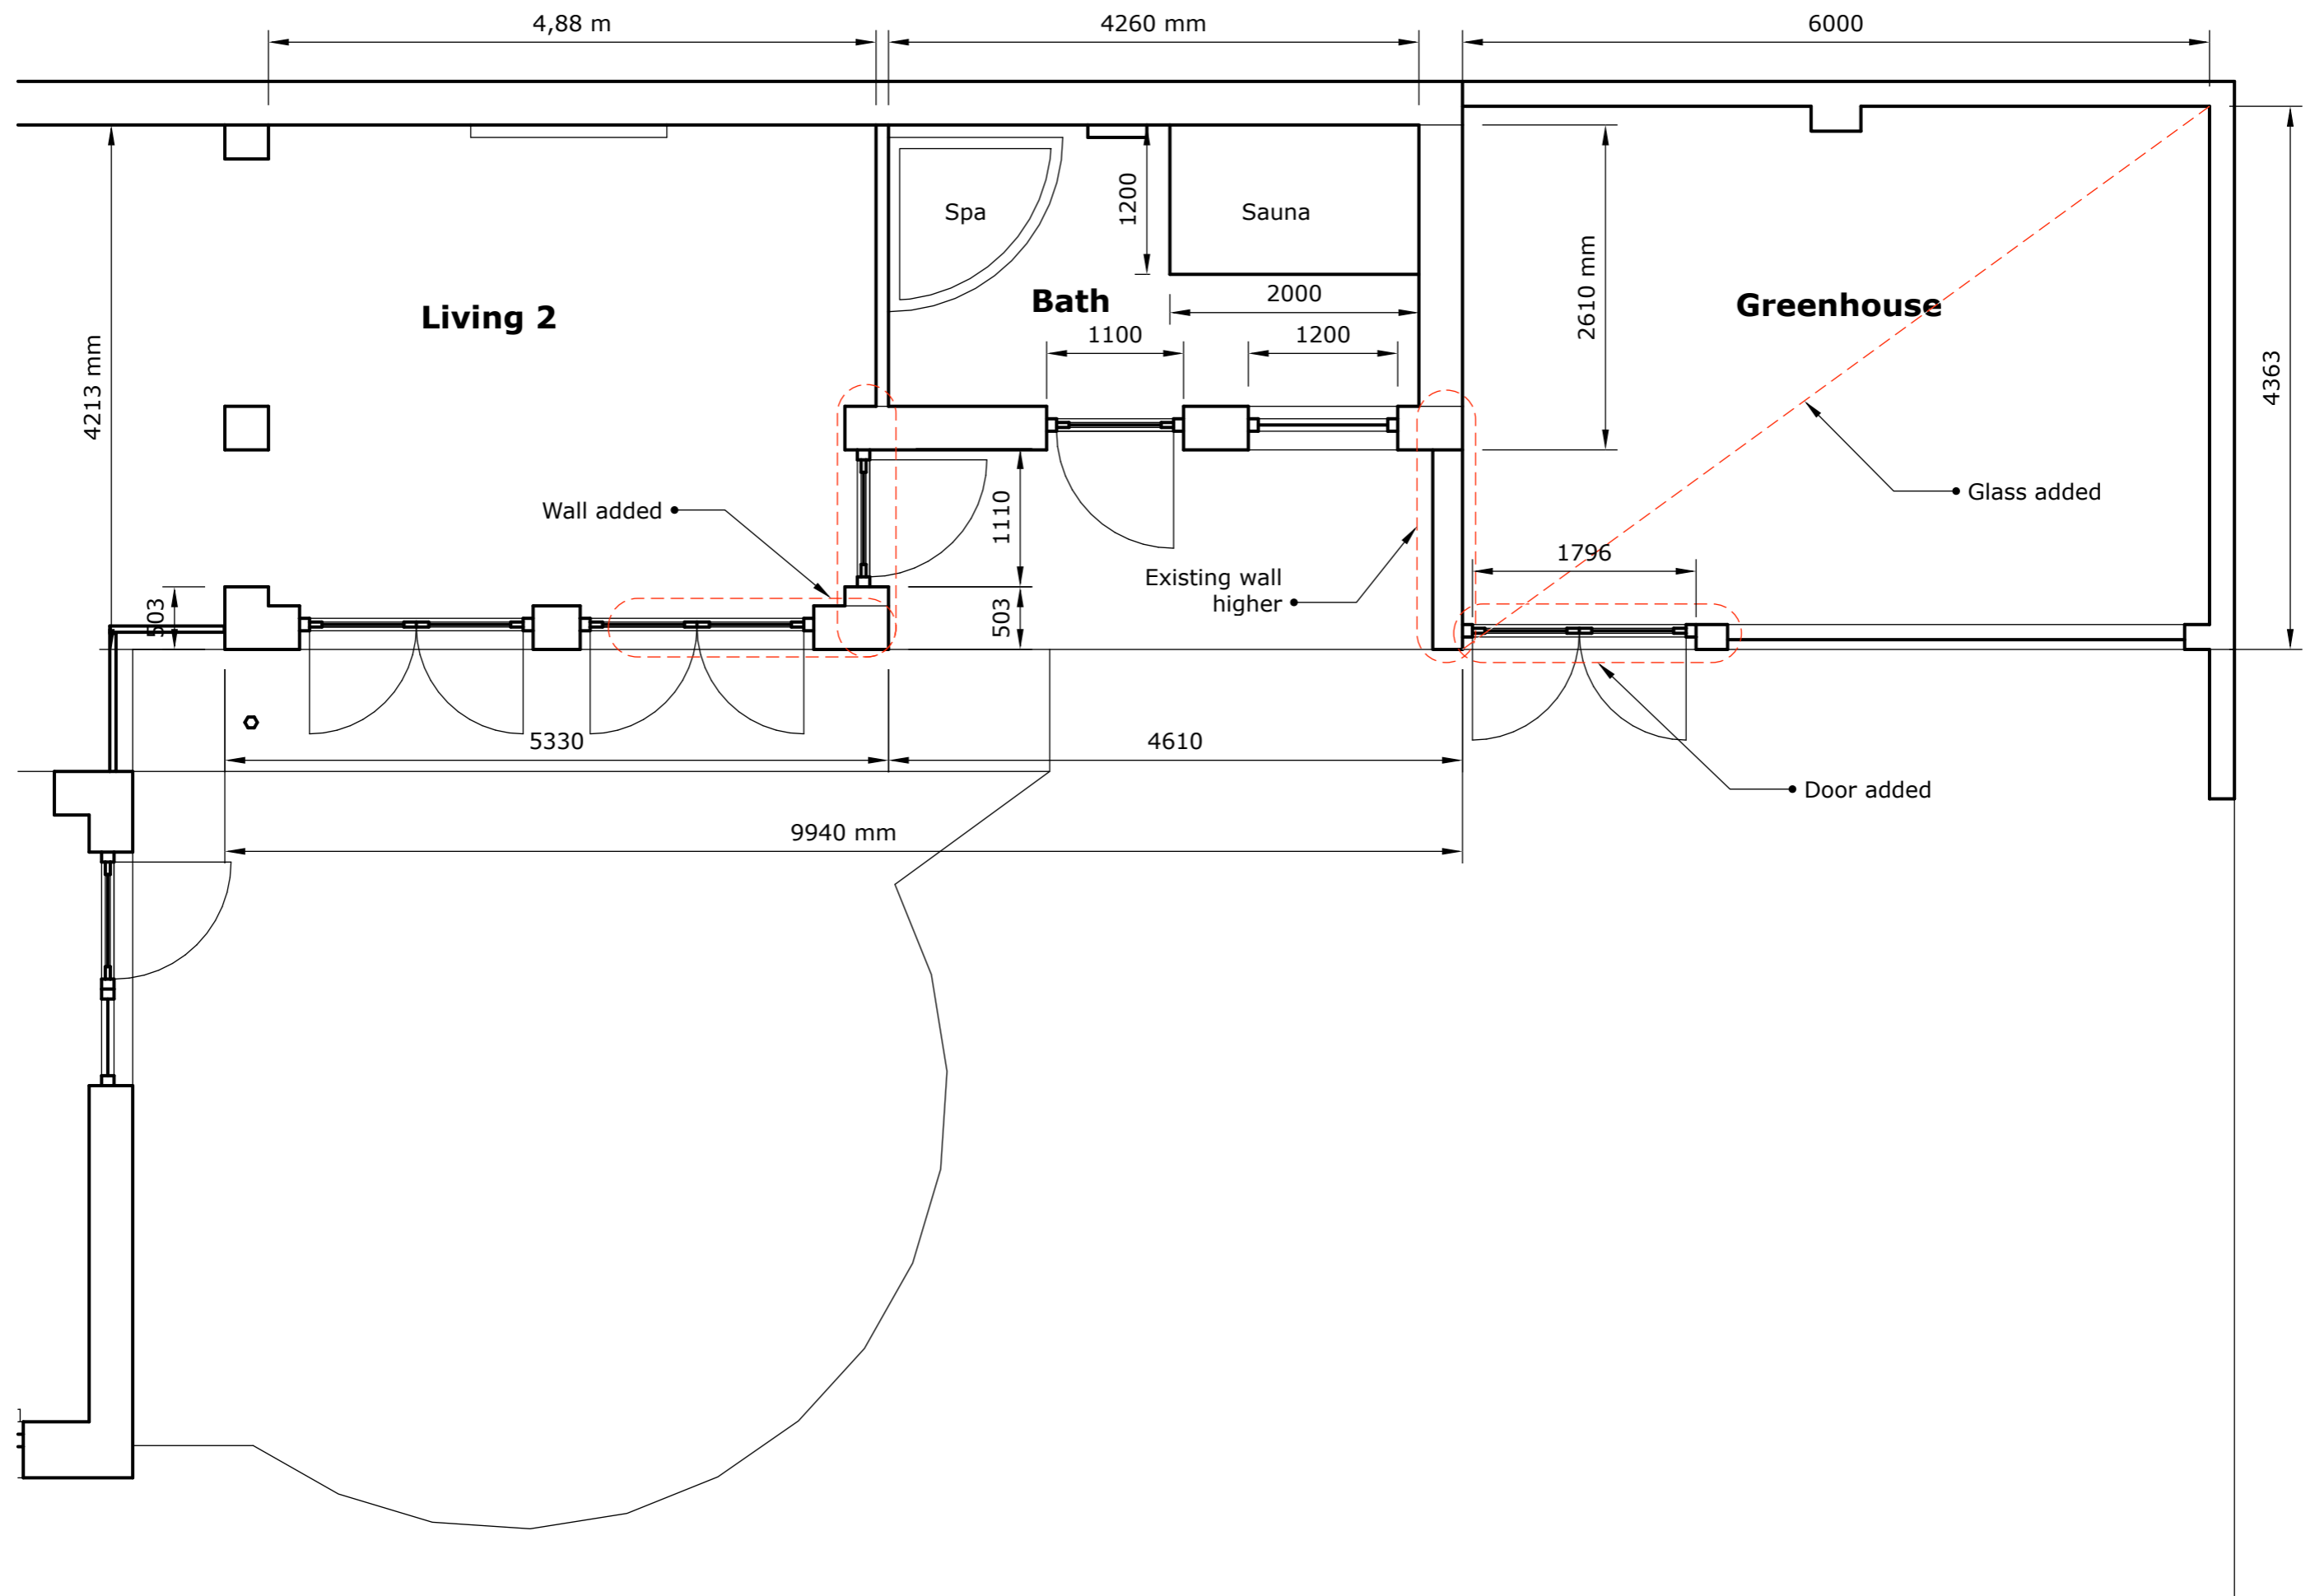 4,88 m
4260 mm
6000
Spa
1200
Sauna
2610 mm
Living 2
Bath
2000
Greenhouse
1100
1200
4213 mm
4363
Wall added
1110
Glass added
1796
Existing wall
higher
503
503
5330
4610
Door added
9940 mm